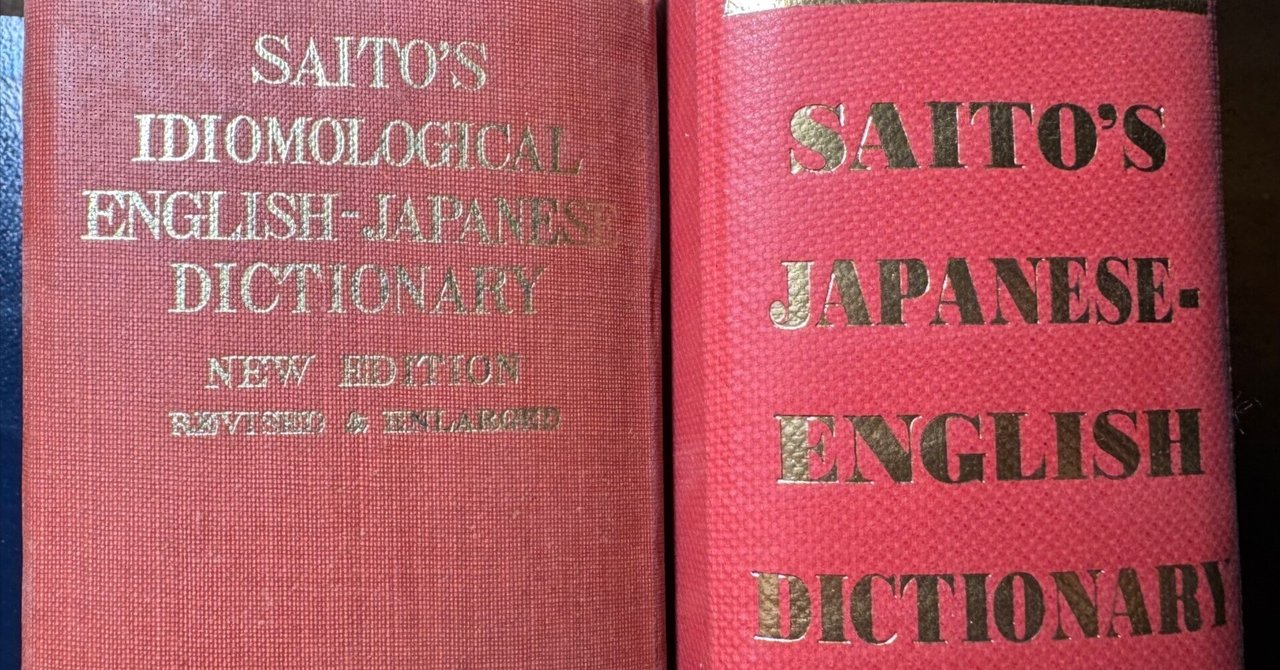 SAITO'S
IDIOMOLOGICAL
ENGLISH-JAPANESE
DICTIONARY
NEW EDITION
REVISED & ENLARGED
SAITO'S
JAPANESE-
ENGLISH
DICTIONARY